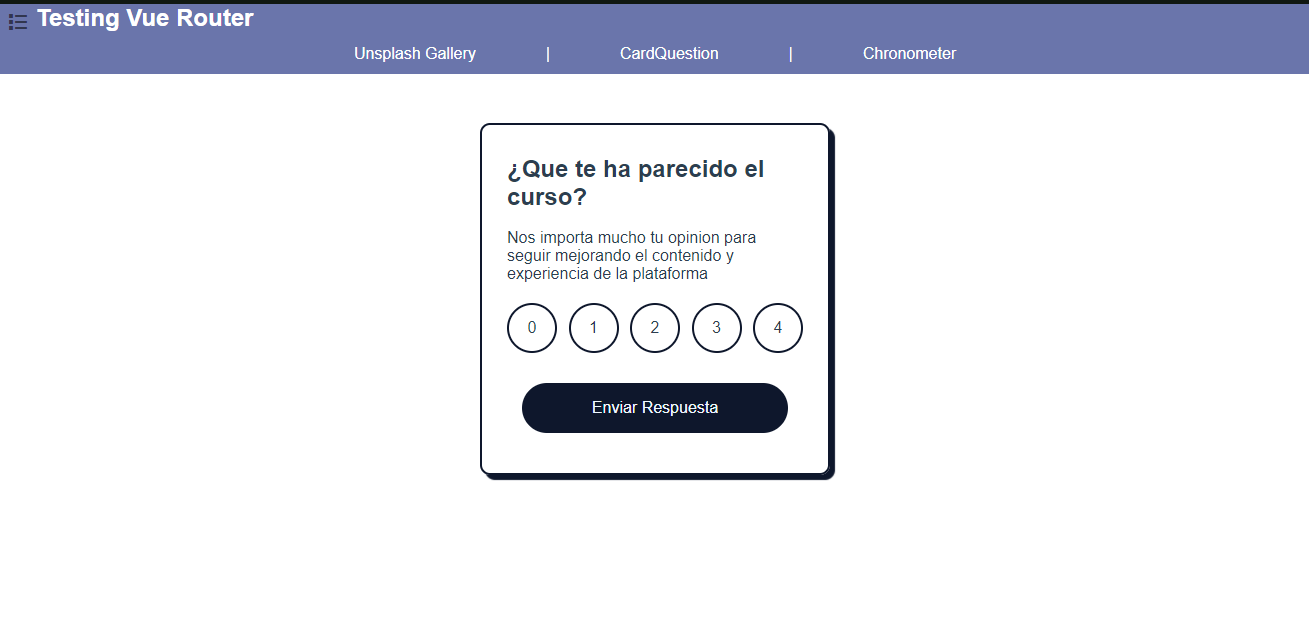 Testing Vue Router
Unsplash Gallery | CardQuestion | Chronometer
¿Que te ha parecido el
curso?
Nos importa mucho tu opinion para
seguir mejorando el contenido y
experiencia de la plataforma
0 1 2 3 4
Enviar Respuesta